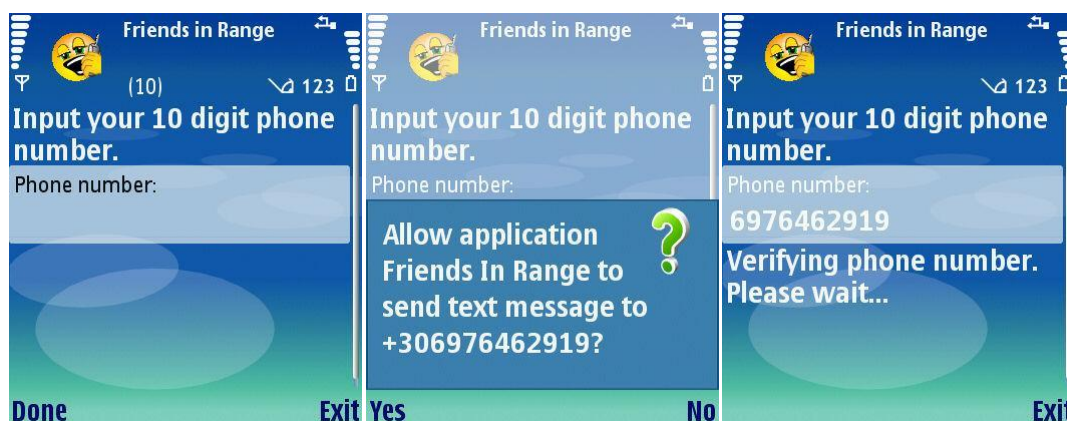 Friends in Range
(10)
123
Input your 10 digit phone
number.
Phone number:
Done
Exit
Friends in Range
Input your 10 digit phone
number.
Phone number:
Allow application
Friends In Range to
send text message to
+306976462919?
Yes
No
Friends in Range
123
Input your 10 digit phone
number.
Phone number:
6976462919
Verifying phone number.
Please wait...
Exit